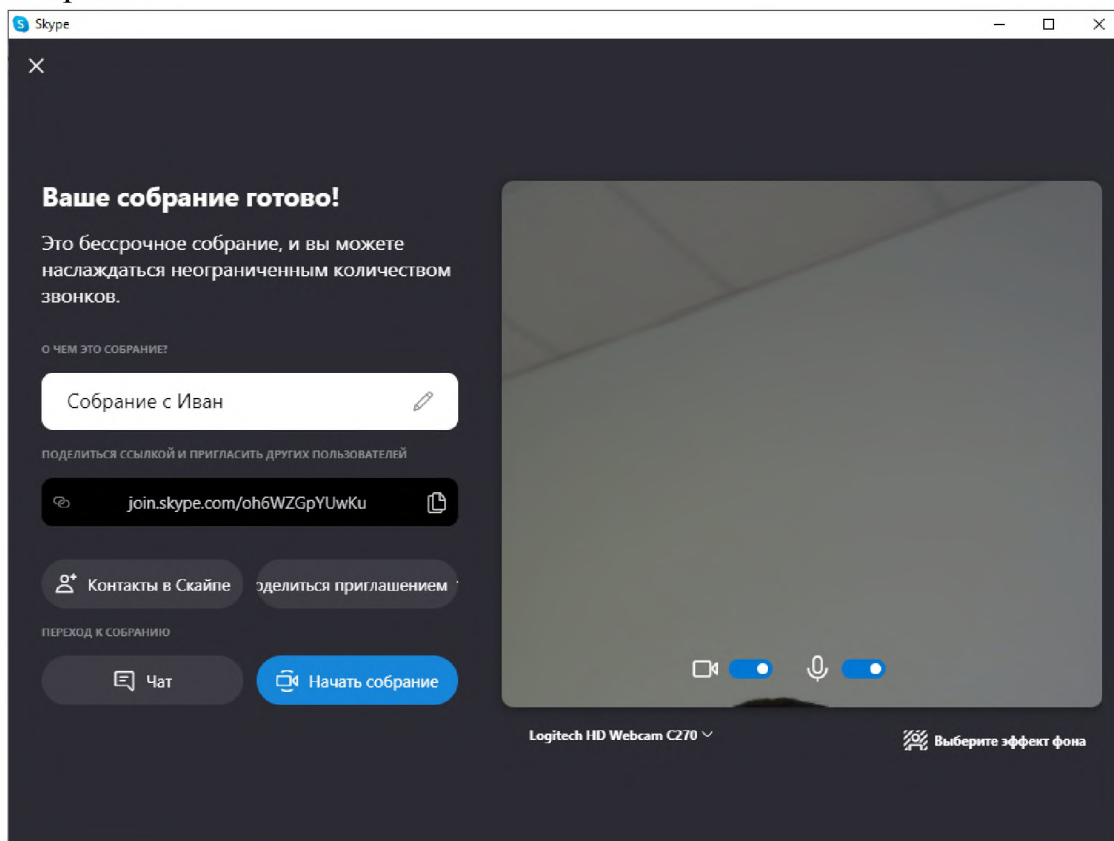 Skype
Ваше собрание готово!
Это бессрочное собрание, и вы можете
наслаждаться неограниченным количеством
звонков.
О ЧЕМ ЭТО СОБРАНИЕ?
Собрание с Иван
ПОДЕЛИТЬСЯ ССЫЛКОЙ И ПРИГЛАСИТЬ ДРУГИХ ПОЛЬЗОВАТЕЛЕЙ
join.skype.com/oh6WZGpYUwKu
Контакты в Скайпе
оделиться приглашением
ПЕРЕХОД К СОБРАНИЮ
Чат
Начать собрание
Logitech HD Webcam C270
Выберите эффект фона